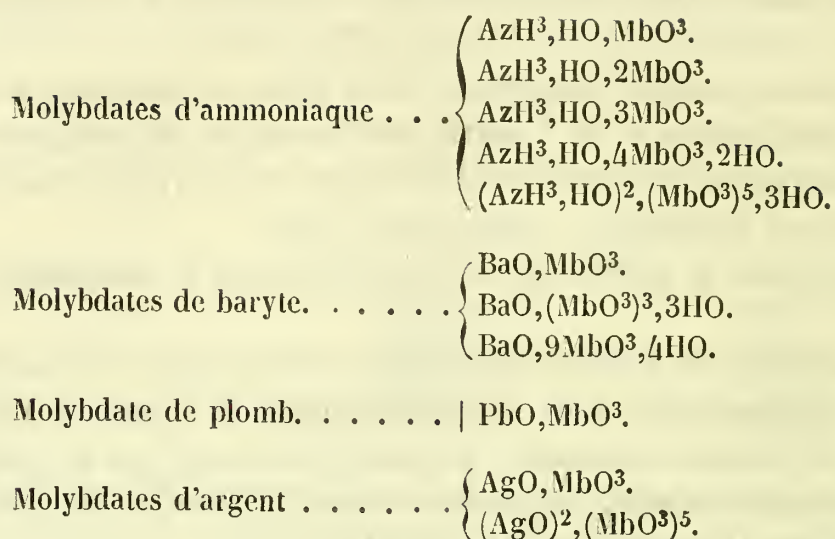 AzH³,HO,MbO³.
AzH³,HO,2MbO³.
Molybdates d'ammoniaque . . . AzH³,HO,3MbO³.
AzH³,HO,4MbO³,2HO.
(AzH³,HO)²,(MbO³)⁵,3HO.
BaO,MbO³.
Molybdates de baryte. . . . . . BaO,(MbO³)³,3HO.
BaO,9MbO³,4HO.
Molybdate de plomb. . . . . . | PbO,MbO³.
Molybdates d'argent . . . . . . AgO,MbO³.
(AgO)²,(MbO³)⁵.